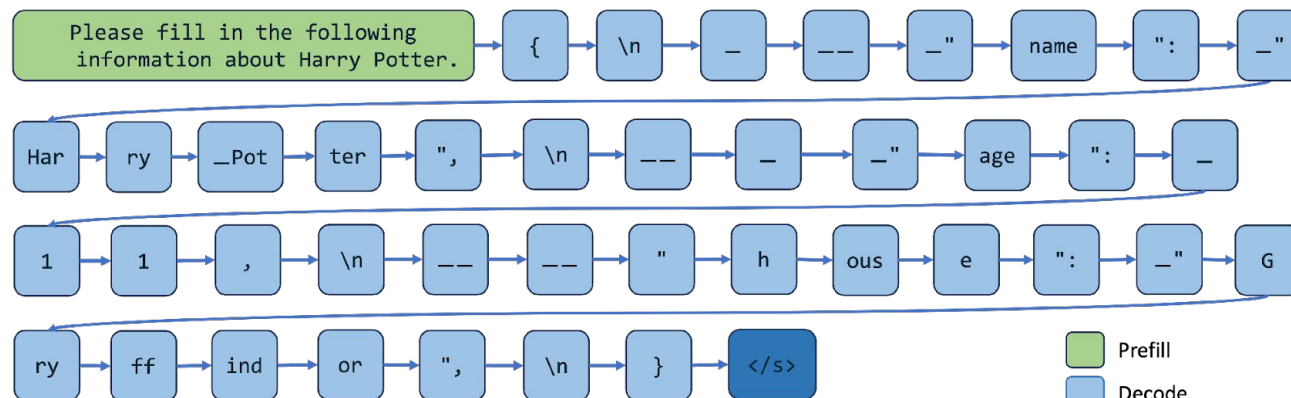 Please fill in the following
information about Harry Potter.
{ \n _ __ _" name ": _"
Har ry _Pot ter ", \n __ _ _" age ": _
1 1 , \n __ __ " h ous e ": _" G
ry ff ind or ", \n } </s>
Prefill
Decode